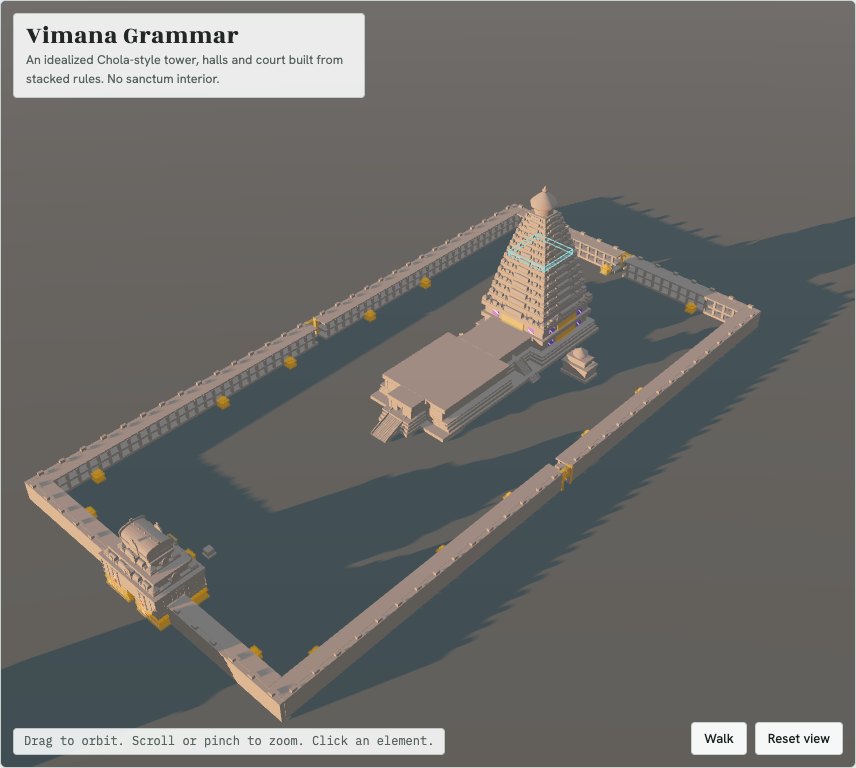 Vimana Grammar
An idealized Chola-style tower, halls and court built from
stacked rules. No sanctum interior.
Drag to orbit. Scroll or pinch to zoom. Click an element.
Walk
Reset view